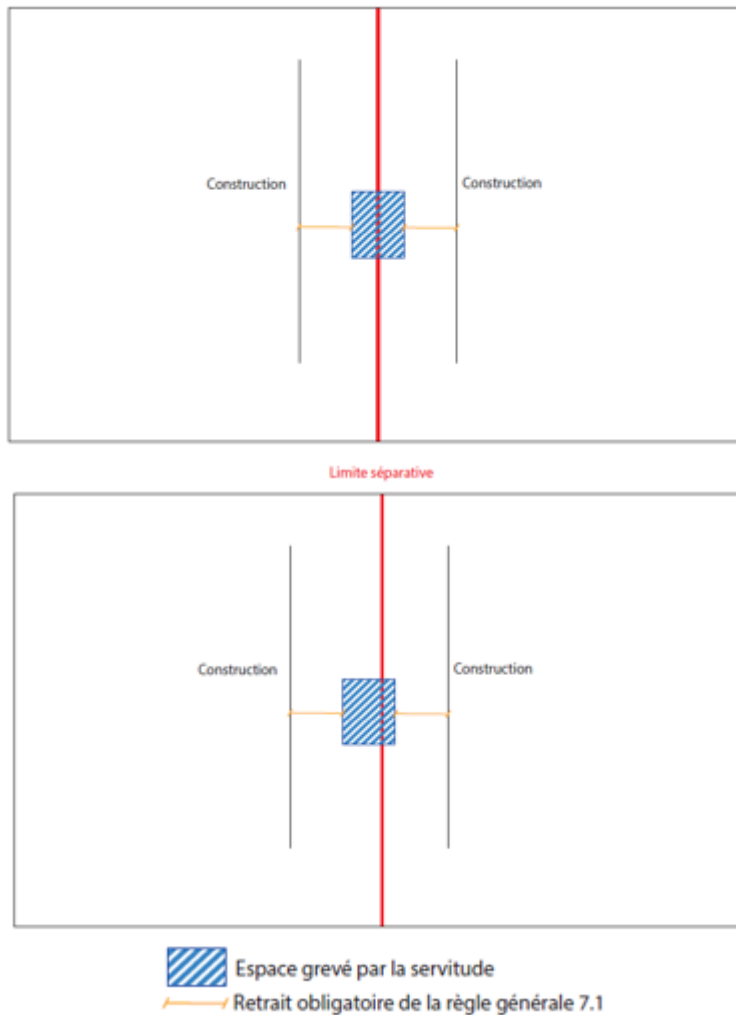 Construction
Construction
Limite séparative
Construction
Construction
Espace grevé par la servitude
Retrait obligatoire de la règle générale 7.1